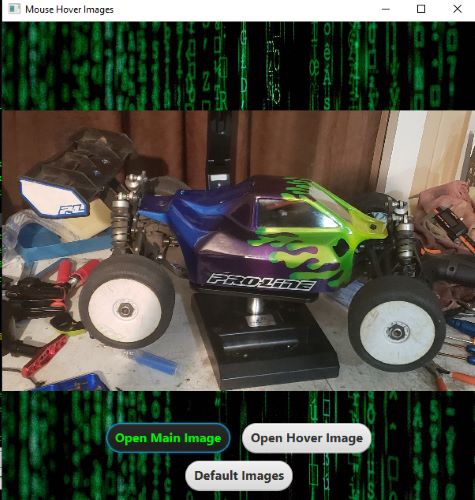 Mouse Hover Images
PRO-LINE
Open Main Image
Open Hover Image
Default Images